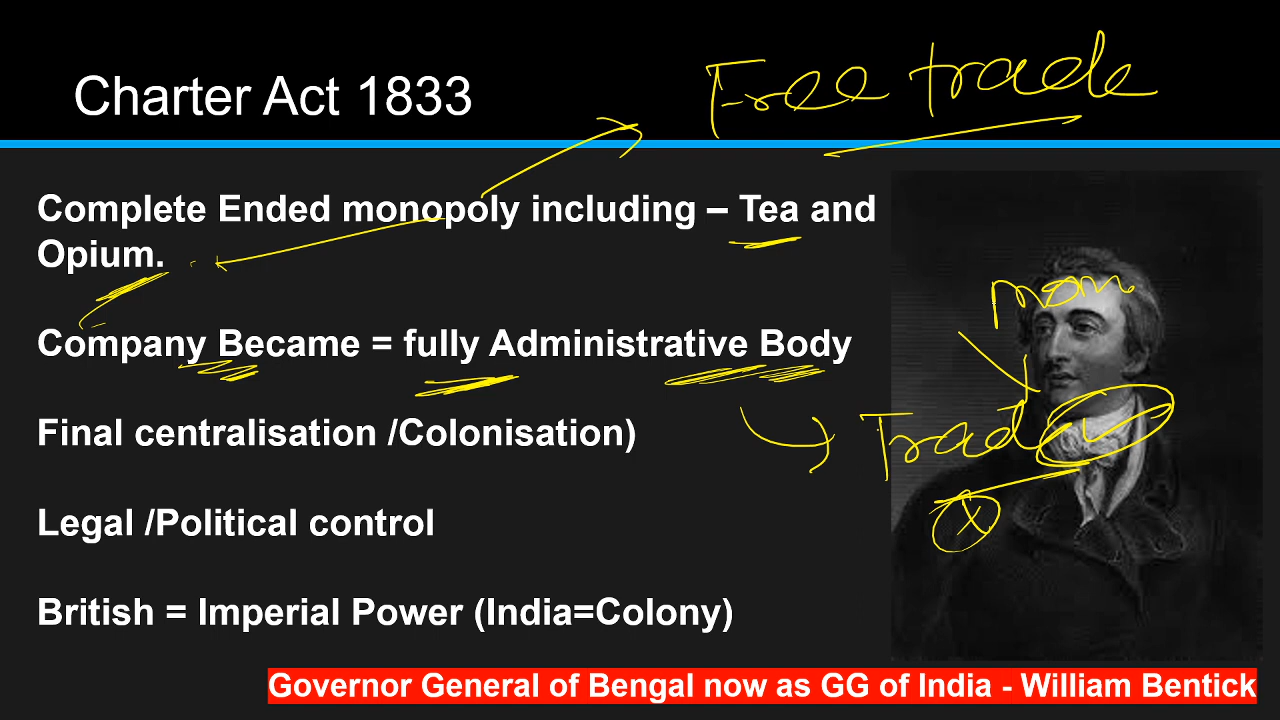 Charter Act 1833
Free trade
Complete Ended monopoly including – Tea and
Opium.
Company Became = fully Administrative Body
Final centralisation /Colonisation)
Legal /Political control
British = Imperial Power (India=Colony)
Governor General of Bengal now as GG of India - William Bentick